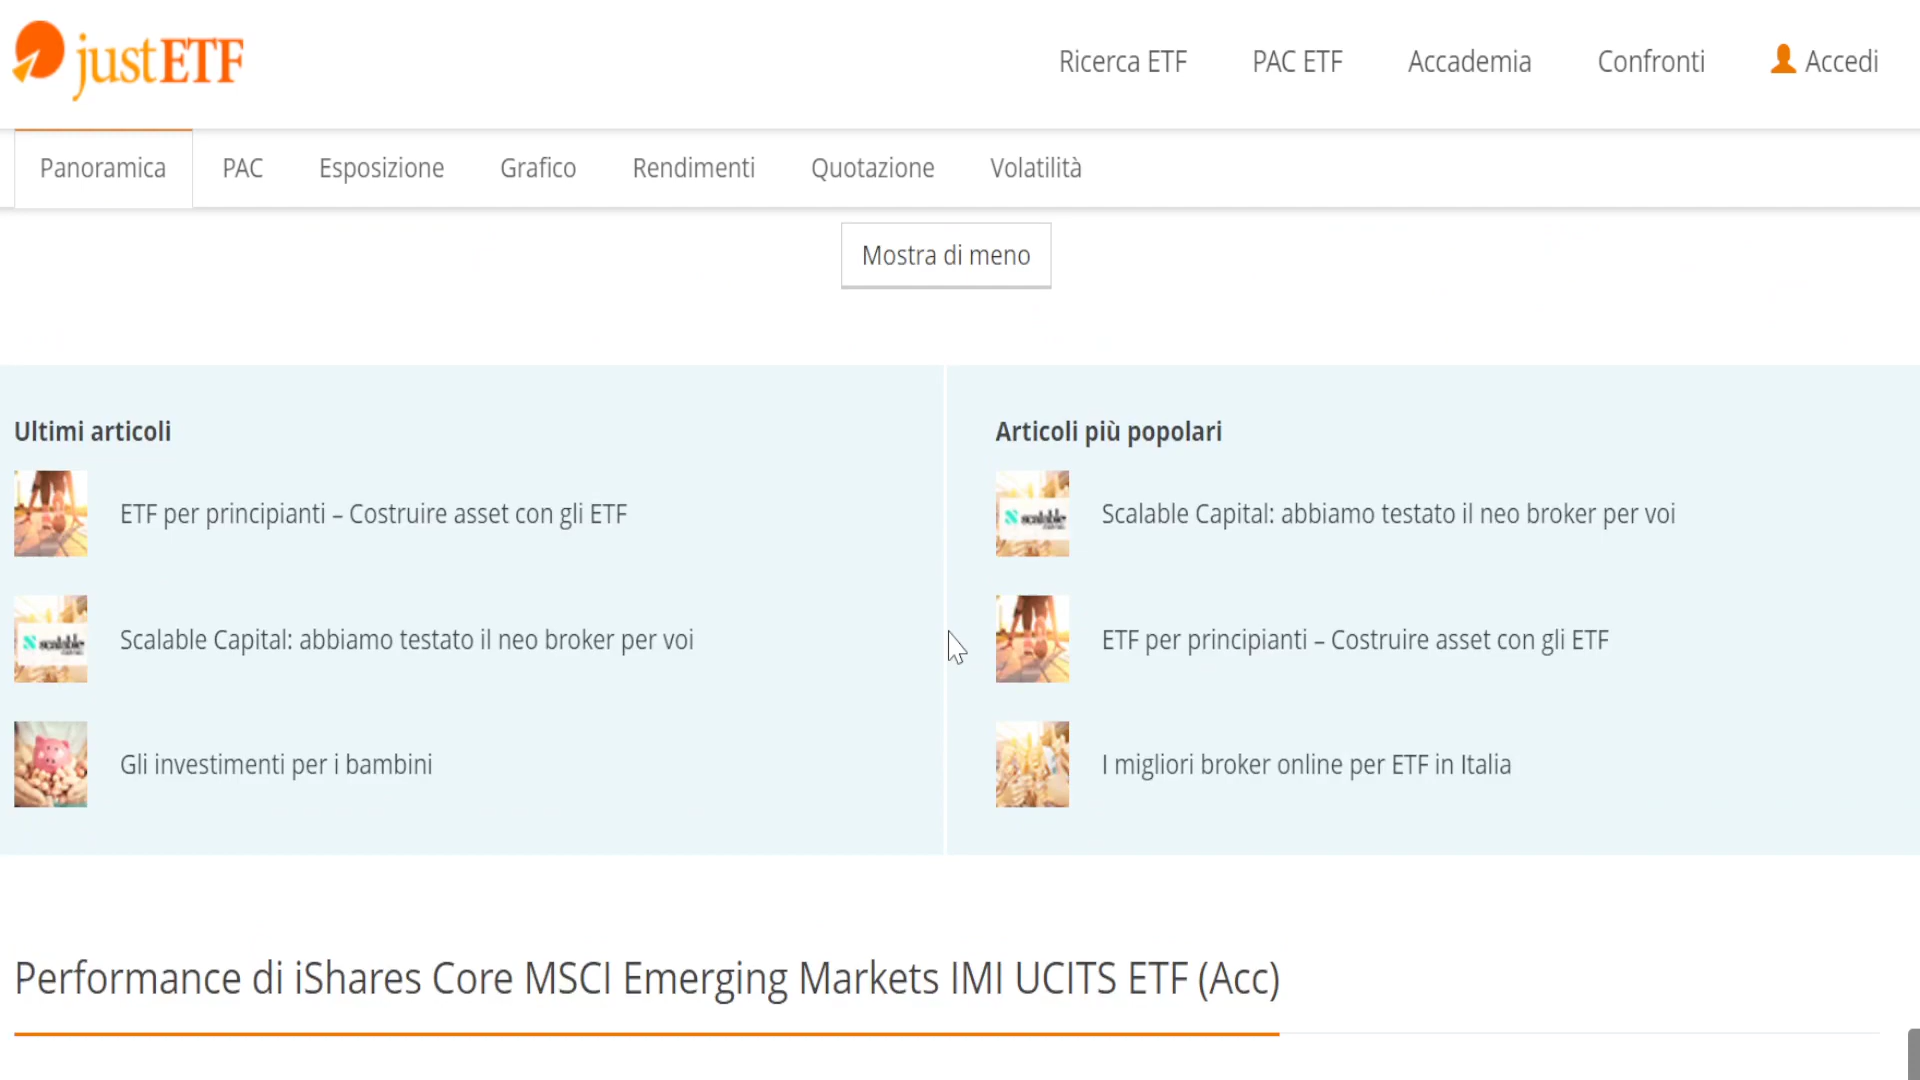 justETF
Ricerca ETF
PAC ETF
Accademia
Confronti
Accedi
Panoramica
PAC
Esposizione
Grafico
Rendimenti
Quotazione
Volatilità
Mostra di meno
Ultimi articoli
ETF per principianti – Costruire asset con gli ETF
scalable
Scalable Capital: abbiamo testato il neo broker per voi
Gli investimenti per i bambini
Articoli più popolari
scalable
Scalable Capital: abbiamo testato il neo broker per voi
ETF per principianti – Costruire asset con gli ETF
I migliori broker online per ETF in Italia
Performance di iShares Core MSCI Emerging Markets IMI UCITS ETF (Acc)